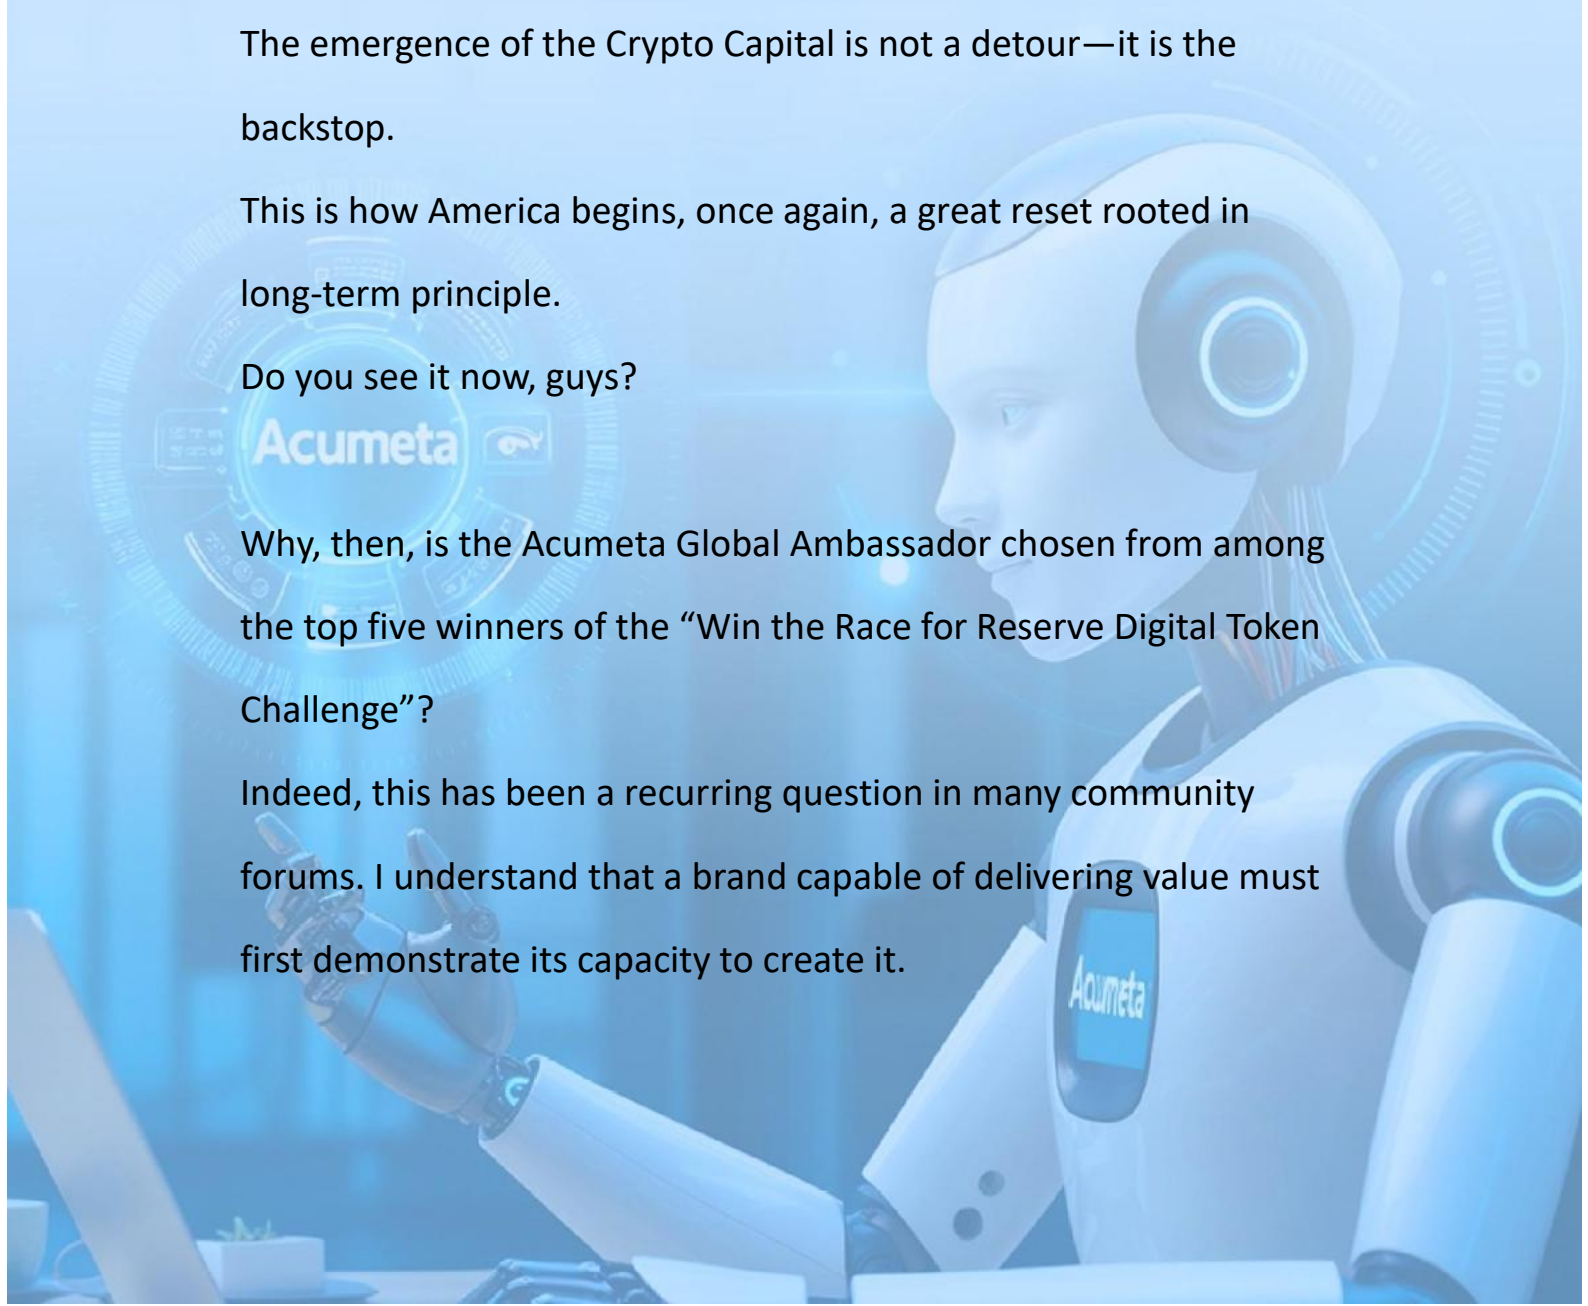 The emergence of the Crypto Capital is not a detour—it is the
backstop.
This is how America begins, once again, a great reset rooted in
long-term principle.
Do you see it now, guys?
Acumeta
Why, then, is the Acumeta Global Ambassador chosen from among
the top five winners of the “Win the Race for Reserve Digital Token
Challenge”?
Indeed, this has been a recurring question in many community
forums. I understand that a brand capable of delivering value must
first demonstrate its capacity to create it.
Acumeta